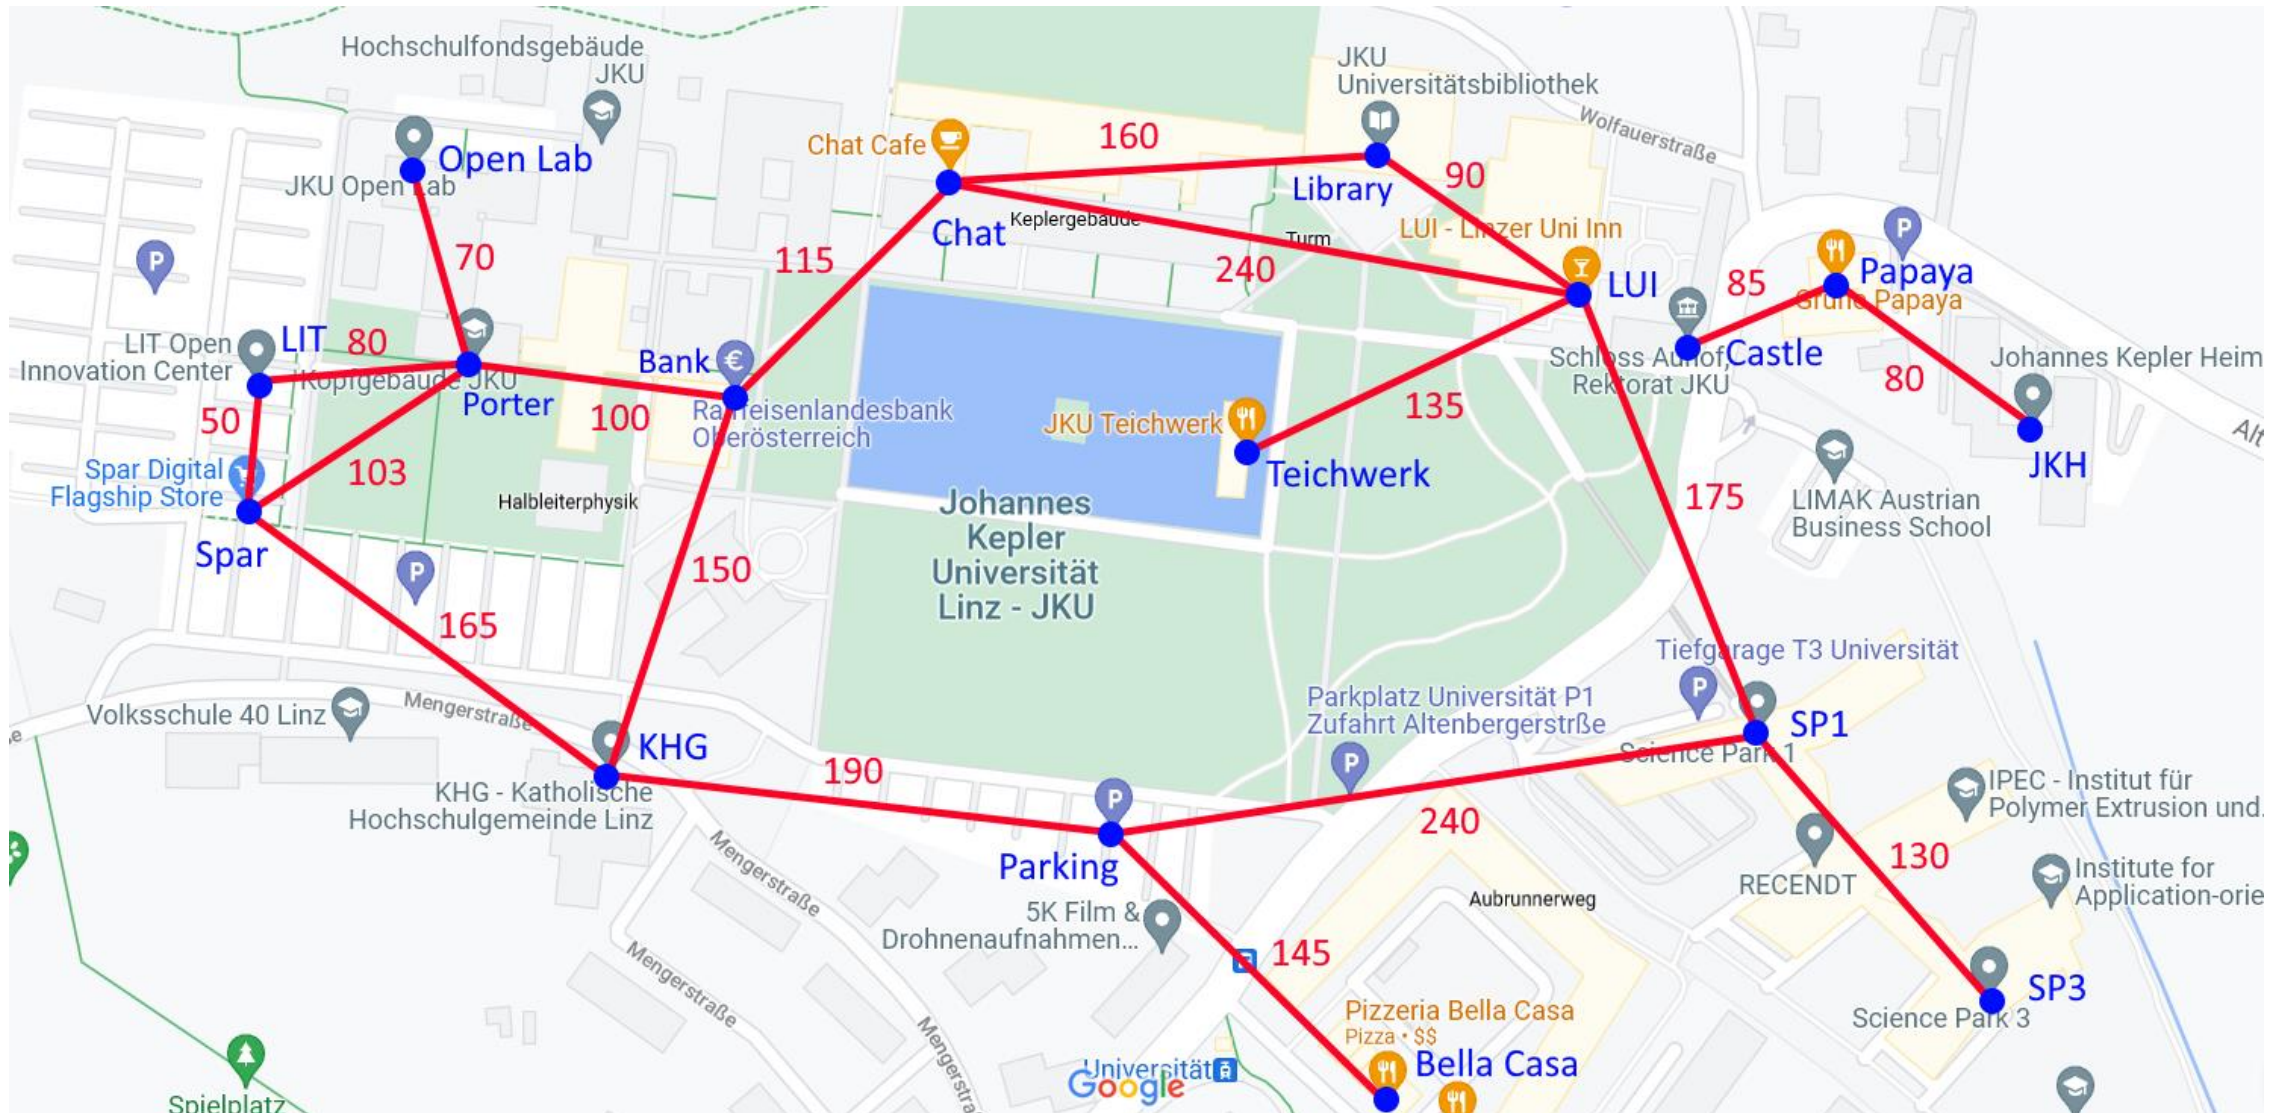 Hochschulfondsgebäude
JKU
JKU
Universitätsbibliothek
Wolfauerstraße
Chat Cafe
160
Open Lab
JKU Open Lab
90
Library
Chat
Keplergebäude
Turm
LUI - Linzer Uni Inn
70
115
240
LUI
85
Papaya
Grüne Papaya
LIT Open
Innovation Center
LIT
80
Bank
Kopfgebäude JKU
Porter
Schloss Auhof,
Rektorat JKU
Castle
80
Johannes Kepler Heim
Alt
50
100
Raiffeisenlandesbank
Oberösterreich
JKU Teichwerk
135
Spar Digital
Flagship Store
103
Halbleiterphysik
Teichwerk
175
JKH
LIMAK Austrian
Business School
Johannes
Kepler
Universität
Linz - JKU
Spar
150
165
Tiefgarage T3 Universität
Volksschule 40 Linz
Mengerstraße
KHG
Parkplatz Universität P1
Zufahrt Altenbergerstrße
SP1
Science Park 1
190
KHG - Katholische
Hochschulgemeinde Linz
IPEC - Institut für
Polymer Extrusion und.
240
Parking
Mengerstraße
130
RECENDT
Institute for
Application-orie
5K Film &
Drohnenaufnahmen...
Aubrunnerweg
145
Mengerstraße
SP3
Science Park 3
Pizzeria Bella Casa
Pizza • $$
Mengerstra
Bella Casa
Universität
Google
Spielplatz
P
P
P
P
P
P
€